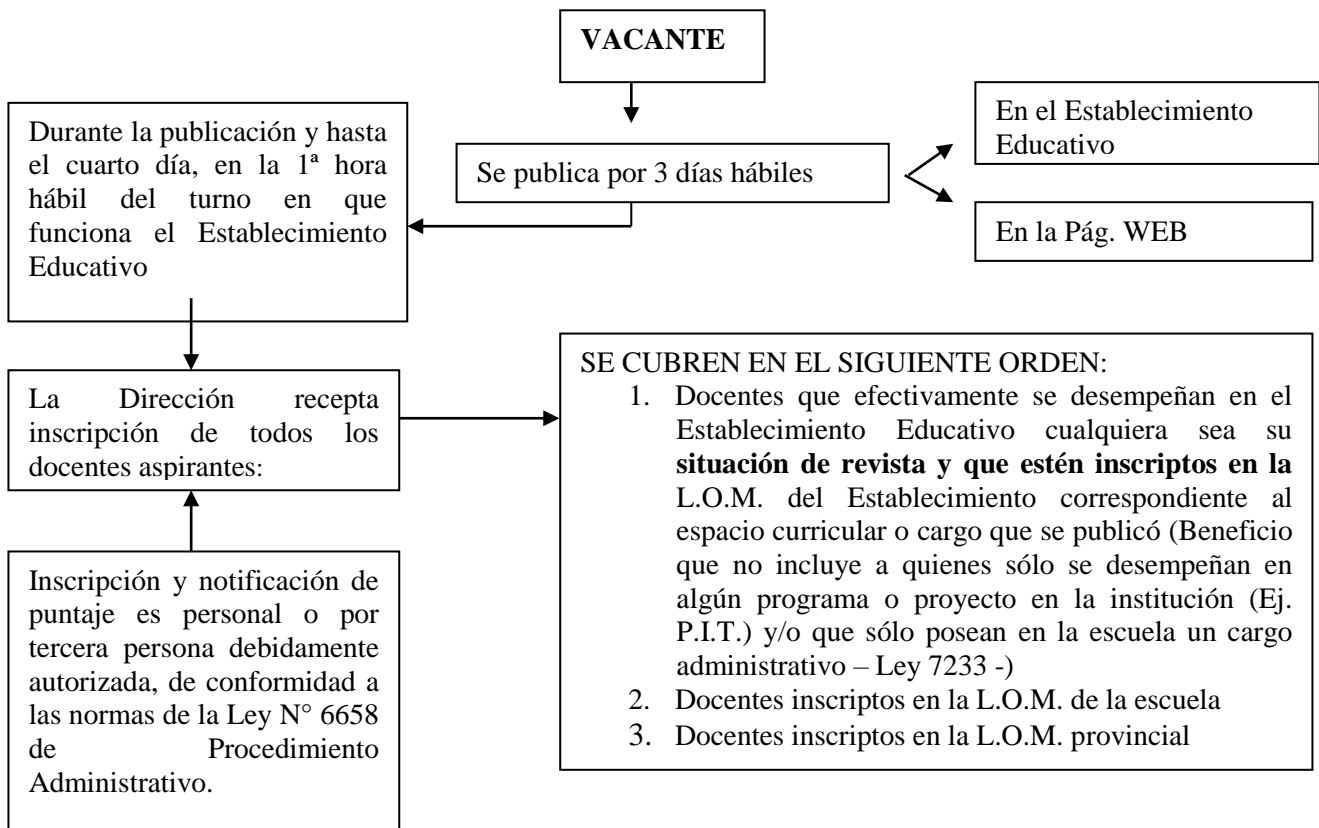 VACANTE
Se publica por 3 días hábiles
En el Establecimiento
Educativo
En la Pág. WEB
Durante la publicación y hasta
el cuarto día, en la 1ª hora
hábil del turno en que
funciona el Establecimiento
Educativo
La Dirección recepta
inscripción de todos los
docentes aspirantes:
Inscripción y notificación de
puntaje es personal o por
tercera persona debidamente
autorizada, de conformidad a
las normas de la Ley N° 6658
de Procedimiento
Administrativo.
SE CUBREN EN EL SIGUIENTE ORDEN:
1. Docentes que efectivamente se desempeñan en el
Establecimiento Educativo cualquiera sea su
situación de revista y que estén inscriptos en la
L.O.M. del Establecimiento correspondiente al
espacio curricular o cargo que se publicó (Beneficio
que no incluye a quienes sólo se desempeñan en
algún programa o proyecto en la institución (Ej.
P.I.T.) y/o que sólo posean en la escuela un cargo
administrativo – Ley 7233 -)
2. Docentes inscriptos en la L.O.M. de la escuela
3. Docentes inscriptos en la L.O.M. provincial